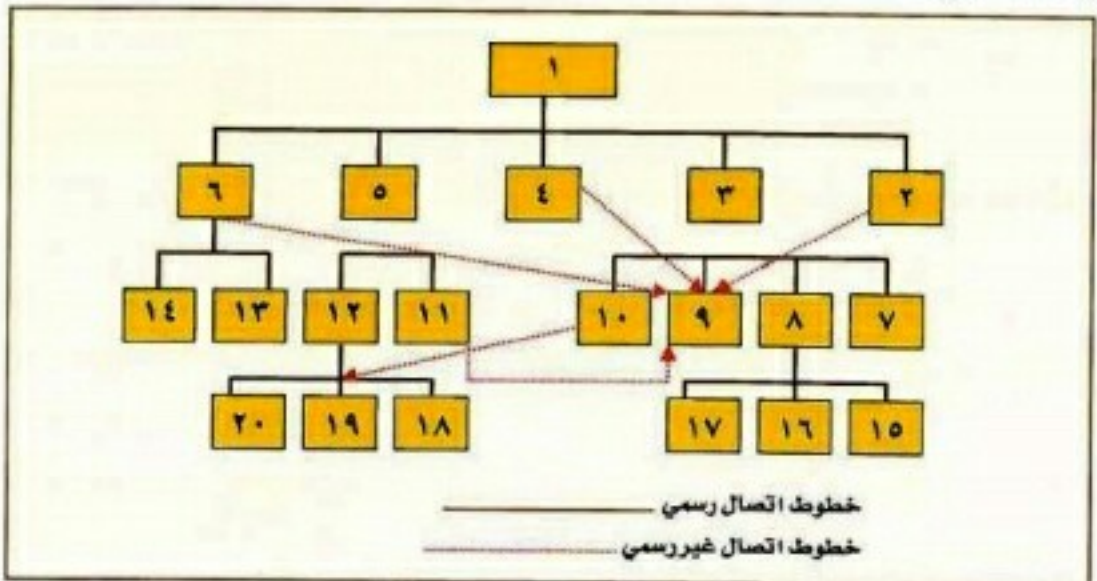 ١
٢ ٣ ٤ ٥ ٦
٧ ٨ ٩ ١٠ ١١ ١٢ ١٣ ١٤
١٥ ١٦ ١٧ ١٨ ١٩ ٢٠
خطوط اتصال رسمي
خطوط اتصال غير رسمي